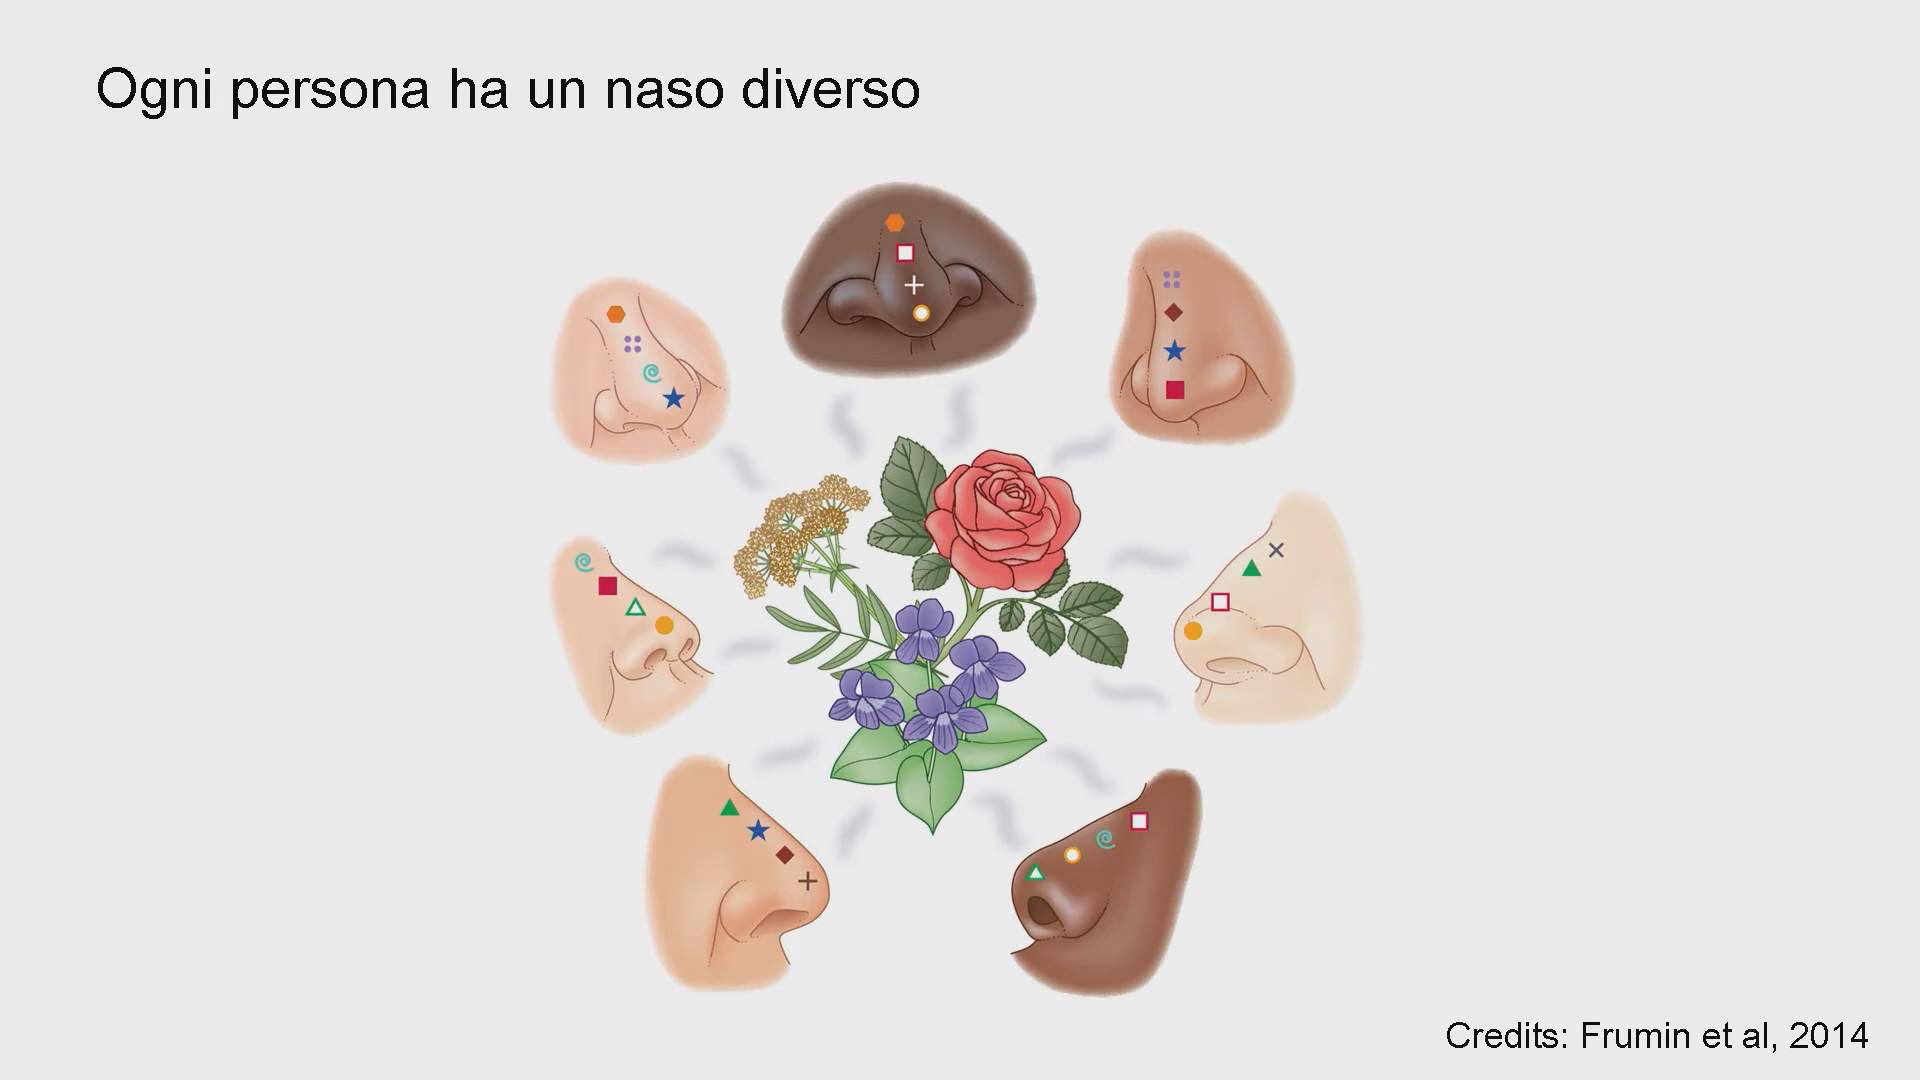 Ogni persona ha un naso diverso
Credits: Frumin et al, 2014